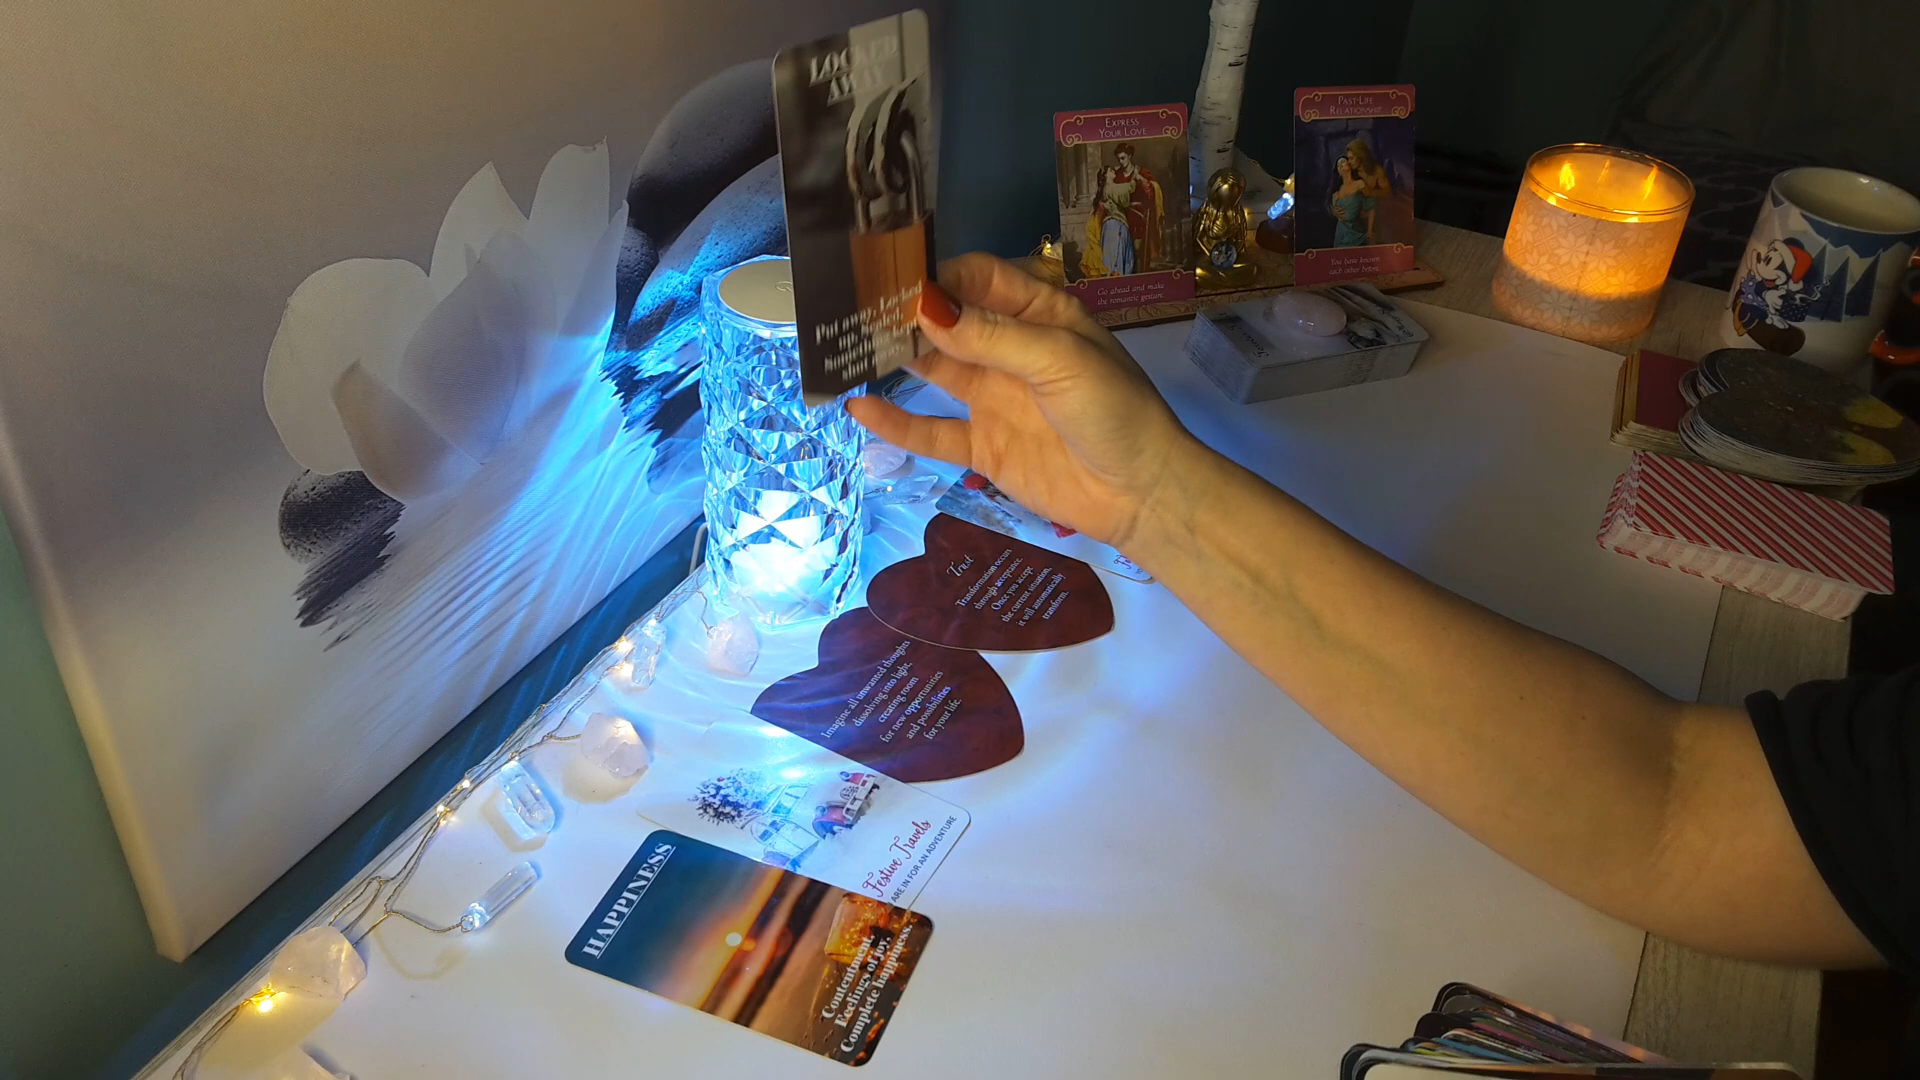 LOCKED
AWAY
Put away. Locked
shut
EXPRESS
YOUR LOVE
Go ahead and make
the romantic gesture.
PAST-LIFE
RELATIONSHIP
You have known
each other before.
Trust
Transformation occurs
through acceptance.
Once you accept
the current situation,
it will automatically
transform.
Imagine all unwanted thoughts
dissolving into light,
creating room
for new opportunities
and possibilities
for your life.
Festive Travels
ARE IN FOR AN ADVENTURE
HAPPINESS
Contentment.
Feelings of joy.
Complete happiness.